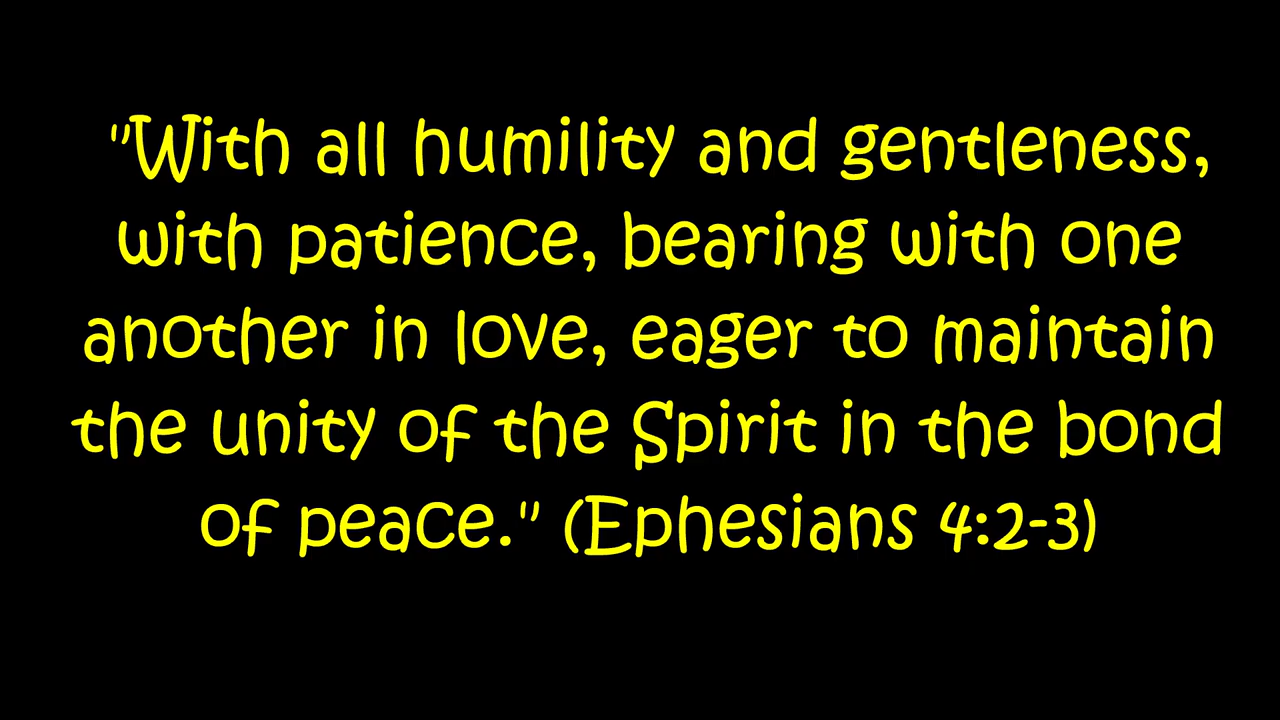 "With all humility and gentleness,
with patience, bearing with one
another in love, eager to maintain
the unity of the Spirit in the bond
of peace." (Ephesians 4:2-3)